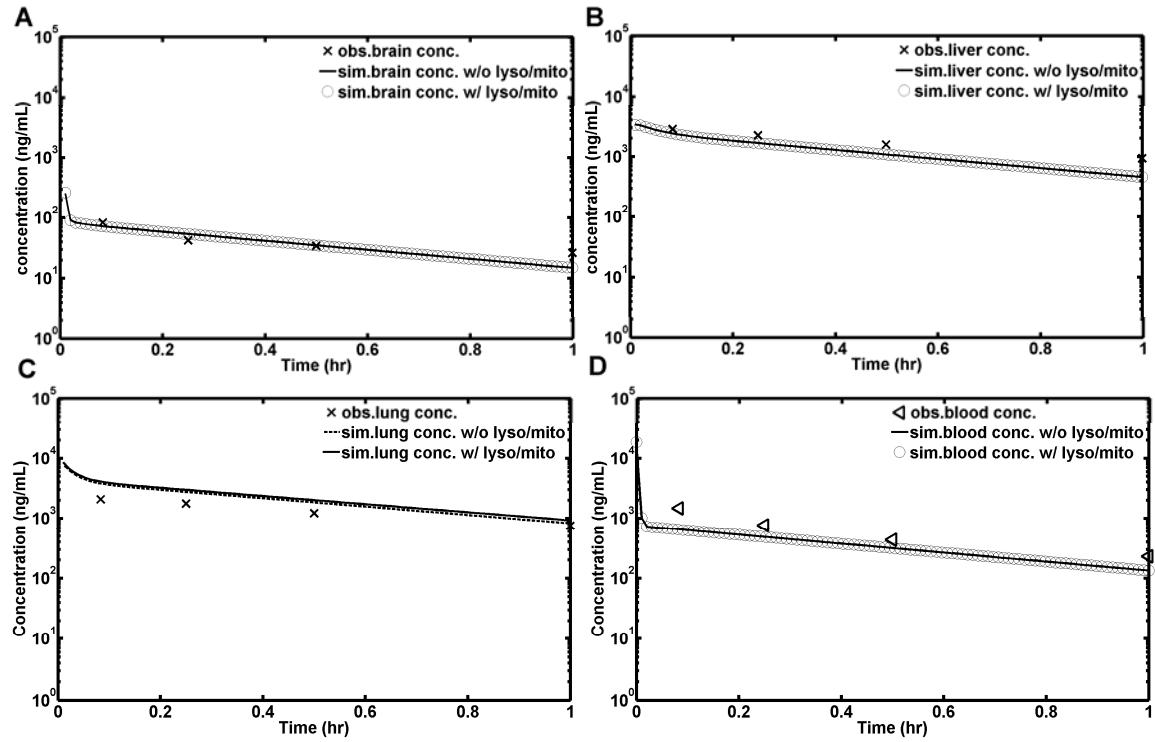 A
10^5
obs.brain conc.
sim.brain conc. w/o lyso/mito
sim.brain conc. w/ lyso/mito
10^4
10^3
10^2
10^1
10^0
concentration (ng/mL)
0 0.2 0.4 0.6 0.8 1
Time (hr)
B
10^5
obs.liver conc.
sim.liver conc. w/o lyso/mito
sim.liver conc. w/ lyso/mito
10^4
10^3
10^2
10^1
10^0
concentration (ng/mL)
0 0.2 0.4 0.6 0.8 1
Time (hr)
C
10^5
obs.lung conc.
sim.lung conc. w/o lyso/mito
sim.lung conc. w/ lyso/mito
10^4
10^3
10^2
10^1
10^0
Concentration (ng/mL)
0 0.2 0.4 0.6 0.8 1
Time (hr)
D
10^5
obs.blood conc.
sim.blood conc. w/o lyso/mito
sim.blood conc. w/ lyso/mito
10^4
10^3
10^2
10^1
10^0
Concentration (ng/mL)
0 0.2 0.4 0.6 0.8 1
Time (hr)